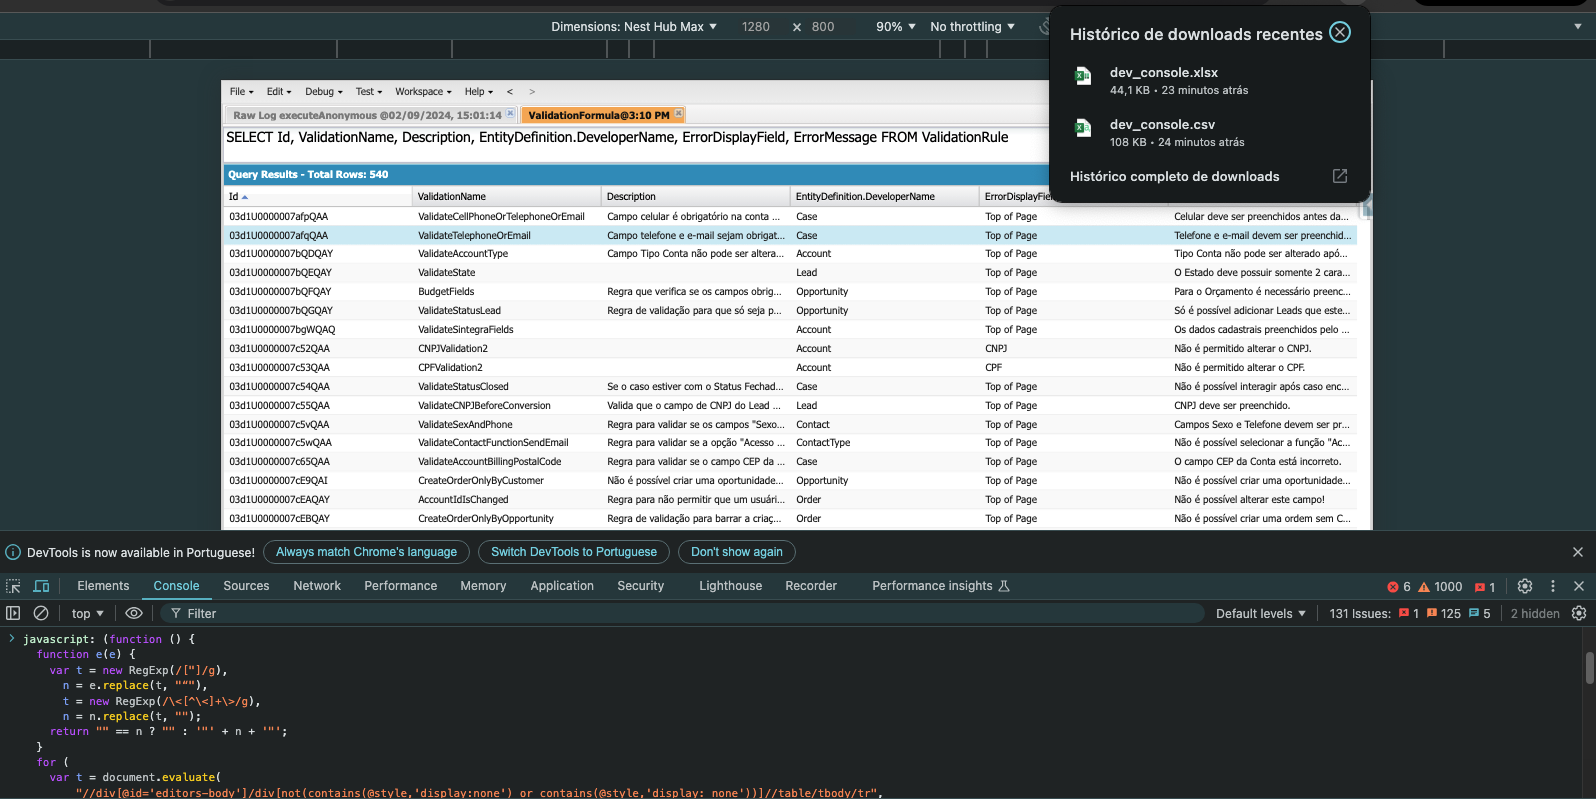 Dimensions: Nest Hub Max ▼ 1280 × 800 90% ▼ No throttling ▼
Histórico de downloads recentes
dev_console.xlsx
44,1 KB • 23 minutos atrás
dev_console.csv
108 KB • 24 minutos atrás
Histórico completo de downloads
File Edit Debug Test Workspace Help < >
Raw Log executeAnonymous @02/09/2024, 15:01:14 ValidationFormula@3:10 PM
SELECT Id, ValidationName, Description, EntityDefinition.DeveloperName, ErrorDisplayField, ErrorMessage FROM ValidationRule
Query Results - Total Rows: 540
Id ValidationName Description EntityDefinition.DeveloperName ErrorDisplayFie
03d1U0000007afpQAA ValidateCellPhoneOrTelephoneOrEmail Campo celular é obrigatório na conta ... Case Top of Page Celular deve ser preenchidos antes da...
03d1U0000007afqQAA ValidateTelephoneOrEmail Campo telefone e e-mail sejam obrigat... Case Top of Page Telefone e e-mail devem ser preenchid...
03d1U0000007bQDQAY ValidateAccountType Campo Tipo Conta não pode ser altera... Account Top of Page Tipo Conta não pode ser alterado apó...
03d1U0000007bQEQAY ValidateState Lead Top of Page O Estado deve possuir somente 2 cara...
03d1U0000007bQFQAY BudgetFields Regra que verifica se os campos obrig... Opportunity Top of Page Para o Orçamento é necessário preenc...
03d1U0000007bQGQAY ValidateStatusLead Regra de validação para que só seja p... Opportunity Top of Page Só é possível adicionar Leads que este...
03d1U0000007bgWQAQ ValidateSintegraFields Account Top of Page Os dados cadastrais preenchidos pelo ...
03d1U0000007c52QAA CNPJValidation2 Account CNPJ Não é permitido alterar o CNPJ.
03d1U0000007c53QAA CPFValidation2 Account CPF Não é permitido alterar o CPF.
03d1U0000007c54QAA ValidateStatusClosed Se o caso estiver com o Status Fechad... Case Top of Page Não é possível interagir após caso enc...
03d1U0000007c55QAA ValidateCNPJBeforeConversion Valida que o campo de CNPJ do Lead ... Lead Top of Page CNPJ deve ser preenchido.
03d1U0000007c5vQAA ValidateSexAndPhone Regra para validar se os campos "Sexo... Contact Top of Page Campos Sexo e Telefone devem ser pr...
03d1U0000007c5wQAA ValidateContactFunctionSendEmail Regra para validar se a opção "Acesso ... ContactType Top of Page Não é possível selecionar a função "Ac...
03d1U0000007c65QAA ValidateAccountBillingPostalCode Regra para validar se o campo CEP da ... Case Top of Page O campo CEP da Conta está incorreto.
03d1U0000007cE9QAI CreateOrderOnlyByCustomer Não é possível criar uma oportunidade... Opportunity Top of Page Não é possível criar uma oportunidade...
03d1U0000007cEAQAY AccountIdIsChanged Regra para não permitir que um usuári... Order Top of Page Não é possível alterar este campo!
03d1U0000007cEBQAY CreateOrderOnlyByOpportunity Regra de validação para barrar a criaç... Order Top of Page Não é possível criar uma ordem sem C...
DevTools is now available in Portuguese! Always match Chrome's language Switch DevTools to Portuguese Don't show again
Elements Console Sources Network Performance Memory Application Security Lighthouse Recorder Performance insights 6 1000 1
top ▼ Filter Default levels ▼ 131 Issues: 1 125 5 2 hidden
javascript: (function () {
function e(e) {
var t = new RegExp(/["]/g),
n = e.replace(t, "“"),
t = new RegExp(/\<[^\<]+\>/g),
n = n.replace(t, "");
return "" == n ? "" : '"' + n + '"';
}
for (
var t = document.evaluate(
"//div[@id='editors-body']/div[not(contains(@style,'display:none') or contains(@style,'display: none'))]//table/tbody/tr",